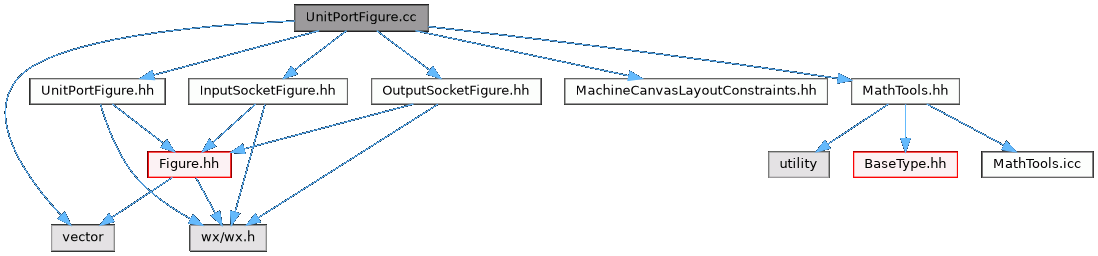 UnitPortFigure.cc
UnitPortFigure.hh
InputSocketFigure.hh
OutputSocketFigure.hh
MachineCanvasLayoutConstraints.hh
MathTools.hh
Figure.hh
utility
BaseType.hh
MathTools.icc
vector
wx/wx.h